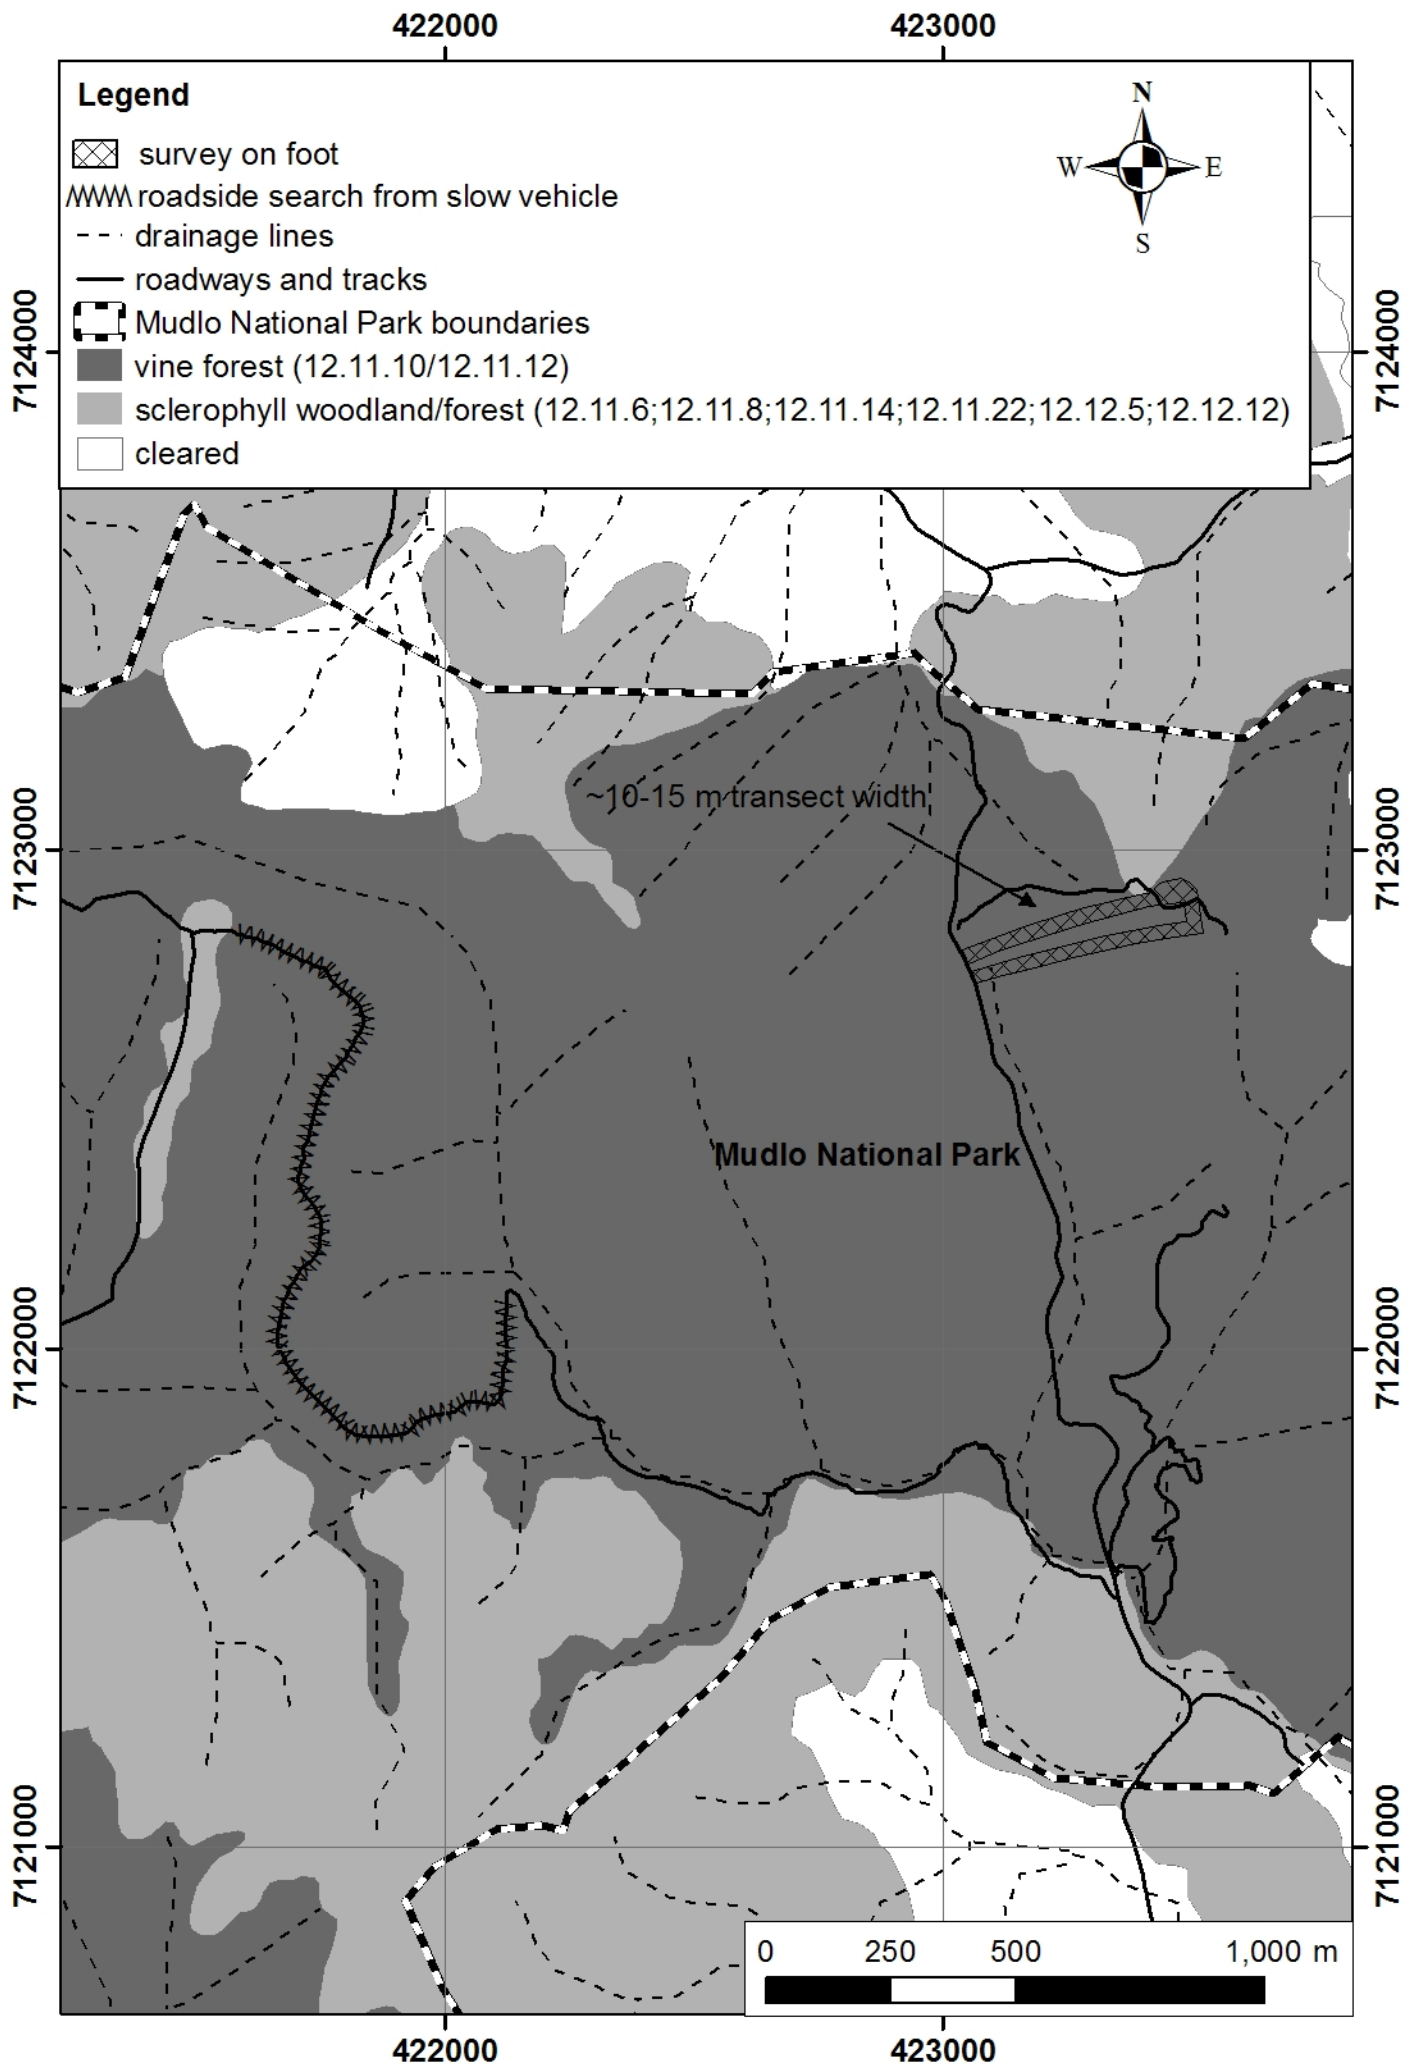 422000
423000
Legend
survey on foot
roadside search from slow vehicle
drainage lines
roadways and tracks
Mudlo National Park boundaries
vine forest (12.11.10/12.11.12)
sclerophyll woodland/forest (12.11.6;12.11.8;12.11.14;12.11.22;12.12.5;12.12.12)
cleared
N
W
E
S
7124000
7124000
~10-15 m transect width
7123000
7123000
Mudlo National Park
7122000
7122000
7121000
7121000
0 250 500 1,000 m
422000
423000